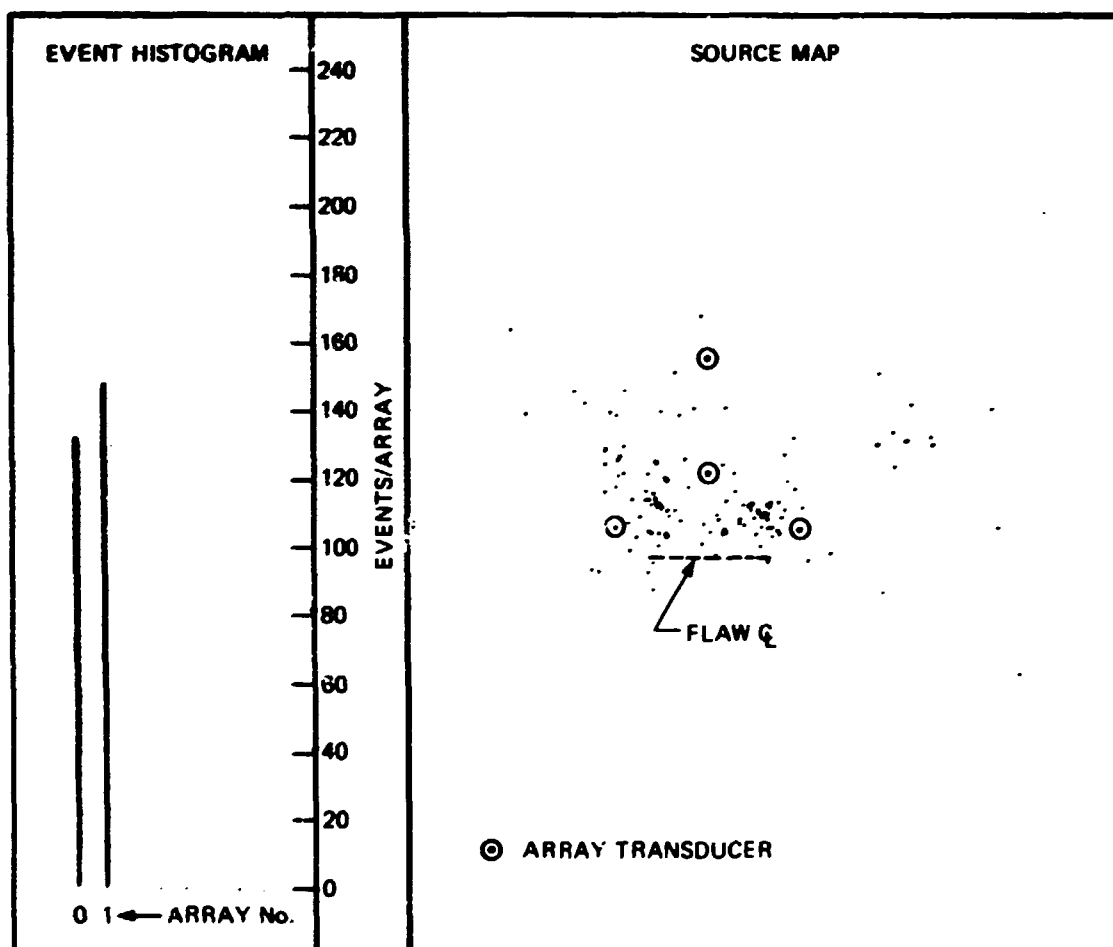 EVENT HISTOGRAM
240
220
200
180
160
140
120
100
80
60
40
20
0
EVENTS/ARRAY
0 1 ARRAY No.
SOURCE MAP
FLAW ℄
ARRAY TRANSDUCER